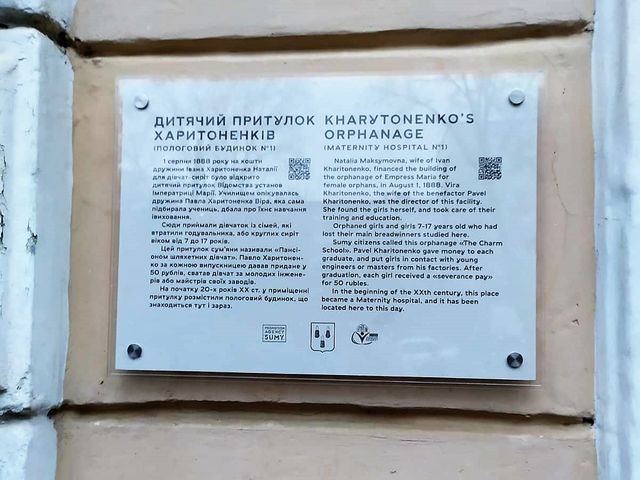 ДИТЯЧИЙ ПРИТУЛОК
ХАРИТОНЕНКІВ
(ПОЛОГОВИЙ БУДИНОК №1)
1 серпня 1888 року на кошти
дружини Івана Харитоненка Наталії
для дівчат-сиріт було відкрито
дитячий притулок Відомства установ
Імператриці Марії. Училищем опікувалась
дружина Павла Харитоненка Віра, яка сама
підбирала учениць, дбала про їхнє навчання
івиховання.
Сюди приймали дівчаток із сімей, які
втратили годувальника, або круглих сиріт
віком від 7 до 17 років.
Цей притулок сум'яни називали «Пансі-
оном шляхетних дівчат». Павло Харитонен-
ко за кожною випускницею давав придане у
50 рублів, сватав дівчат за молодих інжене-
рів або майстрів своїх заводів.
На початку 20-х років XX ст. у приміщенні
притулку розмістили пологовий будинок, що
знаходиться тут і зараз.
KHARYTONENKO'S
ORPHANAGE
(MATERNITY HOSPITAL №1)
Natalia Maksymovna, wife of Ivan
Kharitonenko, financed the building of
the orphanage of Empress Maria for
female orphins, in August 1, 1888. Vira
Kharitonenko, the wife of the benefactor Pavel
Kharitonenko, was the director of this facility.
She found the girls herself, and took care of their
training and education.
Orphaned girls and girls 7-17 years old who had
lost their main breadwinners studied here.
Sumy citizens called this orphanage «The Charm
School». Pavel Kharitonenko gave money to each
graduate, and put girls in contact with young
engineers or masters from his factories. After
graduation, each girl received a «severance pay»
for 50 rubles.
In the beginning of the XXth century, this place
became a Maternity hospital, and it has been
located here to this day.
PROMOTION
AGENCY
SUMY